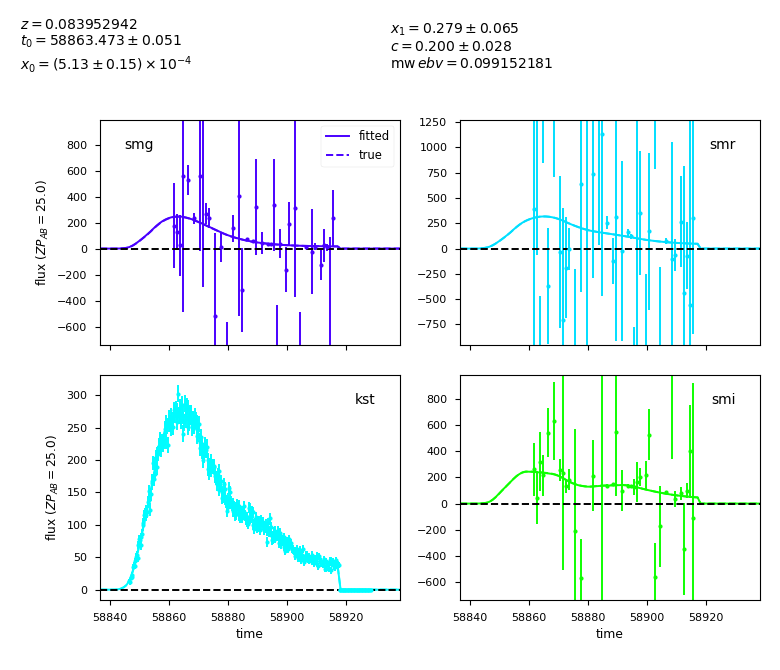 z = 0.083952942
t₀ = 58863.473 ± 0.051
x₀ = (5.13 ± 0.15) × 10⁻⁴
x₁ = 0.279 ± 0.065
c = 0.200 ± 0.028
mw ebv = 0.099152181
smg
fitted
true
800
600
400
200
0
−200
−400
−600
flux (ZP_AB = 25.0)
smr
1250
1000
750
500
250
0
−250
−500
−750
kst
300
250
200
150
100
50
0
flux (ZP_AB = 25.0)
58840 58860 58880 58900 58920
time
smi
800
600
400
200
0
−200
−400
−600
58840 58860 58880 58900 58920
time